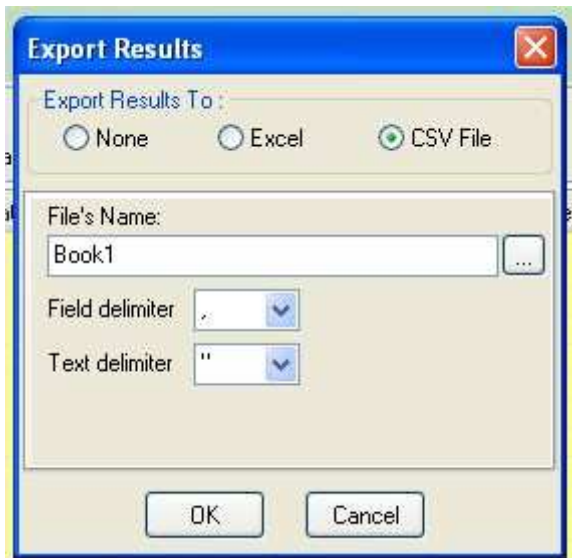 Export Results
Export Results To :
None Excel CSV File
File's Name:
Book1
...
Field delimiter ,
Text delimiter "
OK Cancel